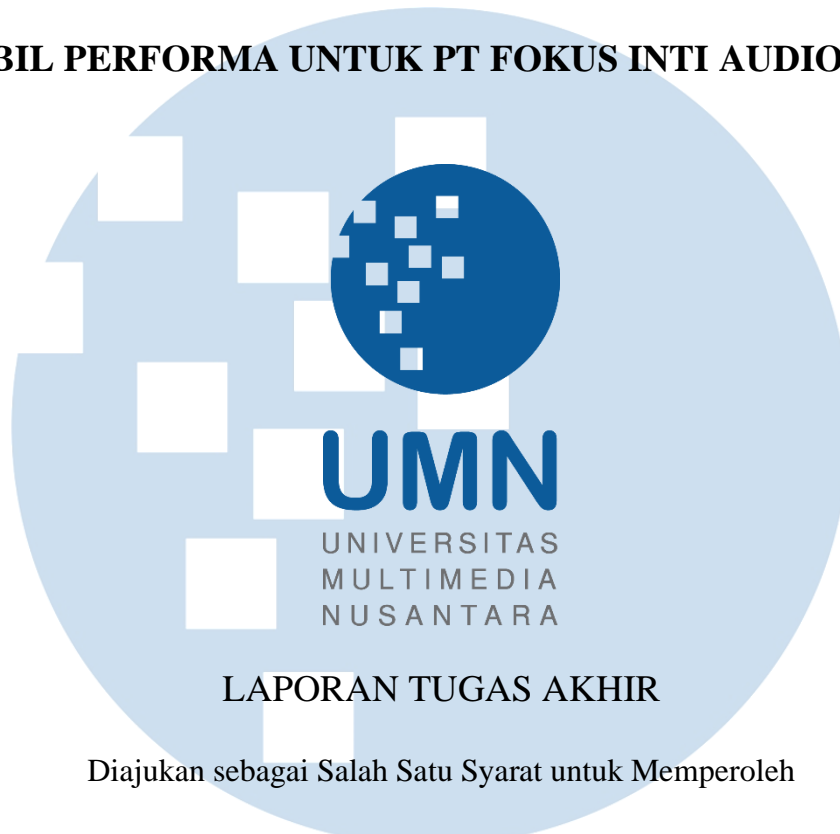 BIL PERFORMA UNTUK PT FOKUS INTI AUDIO
UMN
UNIVERSITAS
MULTIMEDIA
NUSANTARA
LAPORAN TUGAS AKHIR
Diajukan sebagai Salah Satu Syarat untuk Memperoleh